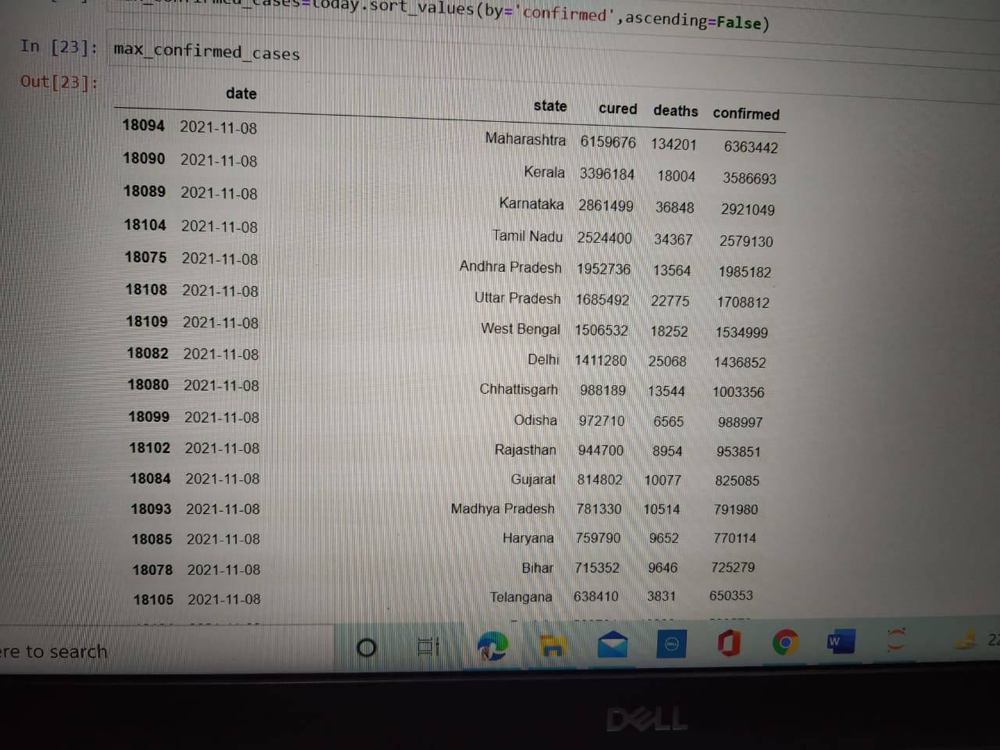 max_confirmed_cases=today.sort_values(by='confirmed',ascending=False)
In [23]: max_confirmed_cases
Out[23]:
date state cured deaths confirmed
18094 2021-11-08 Maharashtra 6159676 134201 6363442
18090 2021-11-08 Kerala 3396184 18004 3586693
18089 2021-11-08 Karnataka 2861499 36848 2921049
18104 2021-11-08 Tamil Nadu 2524400 34367 2579130
18075 2021-11-08 Andhra Pradesh 1952736 13564 1985182
18108 2021-11-08 Uttar Pradesh 1685492 22775 1708812
18109 2021-11-08 West Bengal 1506532 18252 1534999
18082 2021-11-08 Delhi 1411280 25068 1436852
18080 2021-11-08 Chhattisgarh 988189 13544 1003356
18099 2021-11-08 Odisha 972710 6565 988997
18102 2021-11-08 Rajasthan 944700 8954 953851
18084 2021-11-08 Gujarat 814802 10077 825085
18093 2021-11-08 Madhya Pradesh 781330 10514 791980
18085 2021-11-08 Haryana 759790 9652 770114
18078 2021-11-08 Bihar 715352 9646 725279
18105 2021-11-08 Telangana 638410 3831 650353
ere to search DELL W 22
DELL